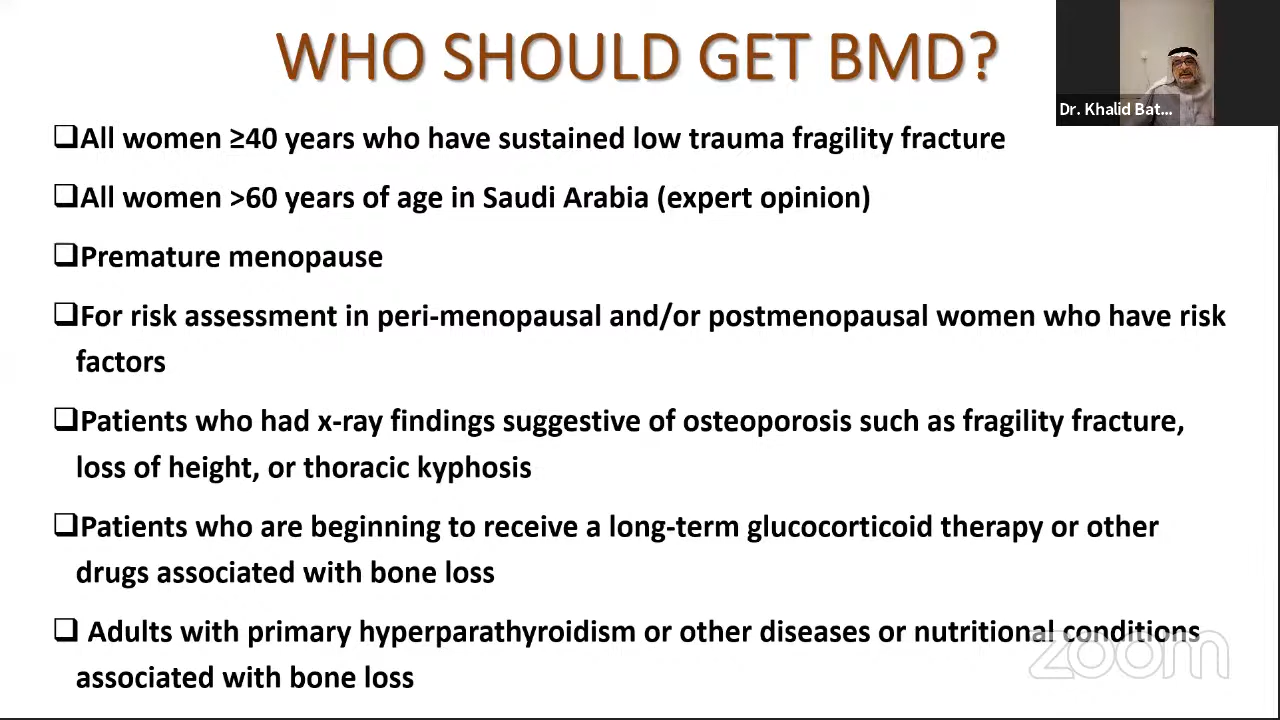 WHO SHOULD GET BMD?
Dr. Khalid Bat...
❑All women ≥40 years who have sustained low trauma fragility fracture
❑All women >60 years of age in Saudi Arabia (expert opinion)
❑Premature menopause
❑For risk assessment in peri-menopausal and/or postmenopausal women who have risk
factors
❑Patients who had x-ray findings suggestive of osteoporosis such as fragility fracture,
loss of height, or thoracic kyphosis
❑Patients who are beginning to receive a long-term glucocorticoid therapy or other
drugs associated with bone loss
❑ Adults with primary hyperparathyroidism or other diseases or nutritional conditions
associated with bone loss
zoom